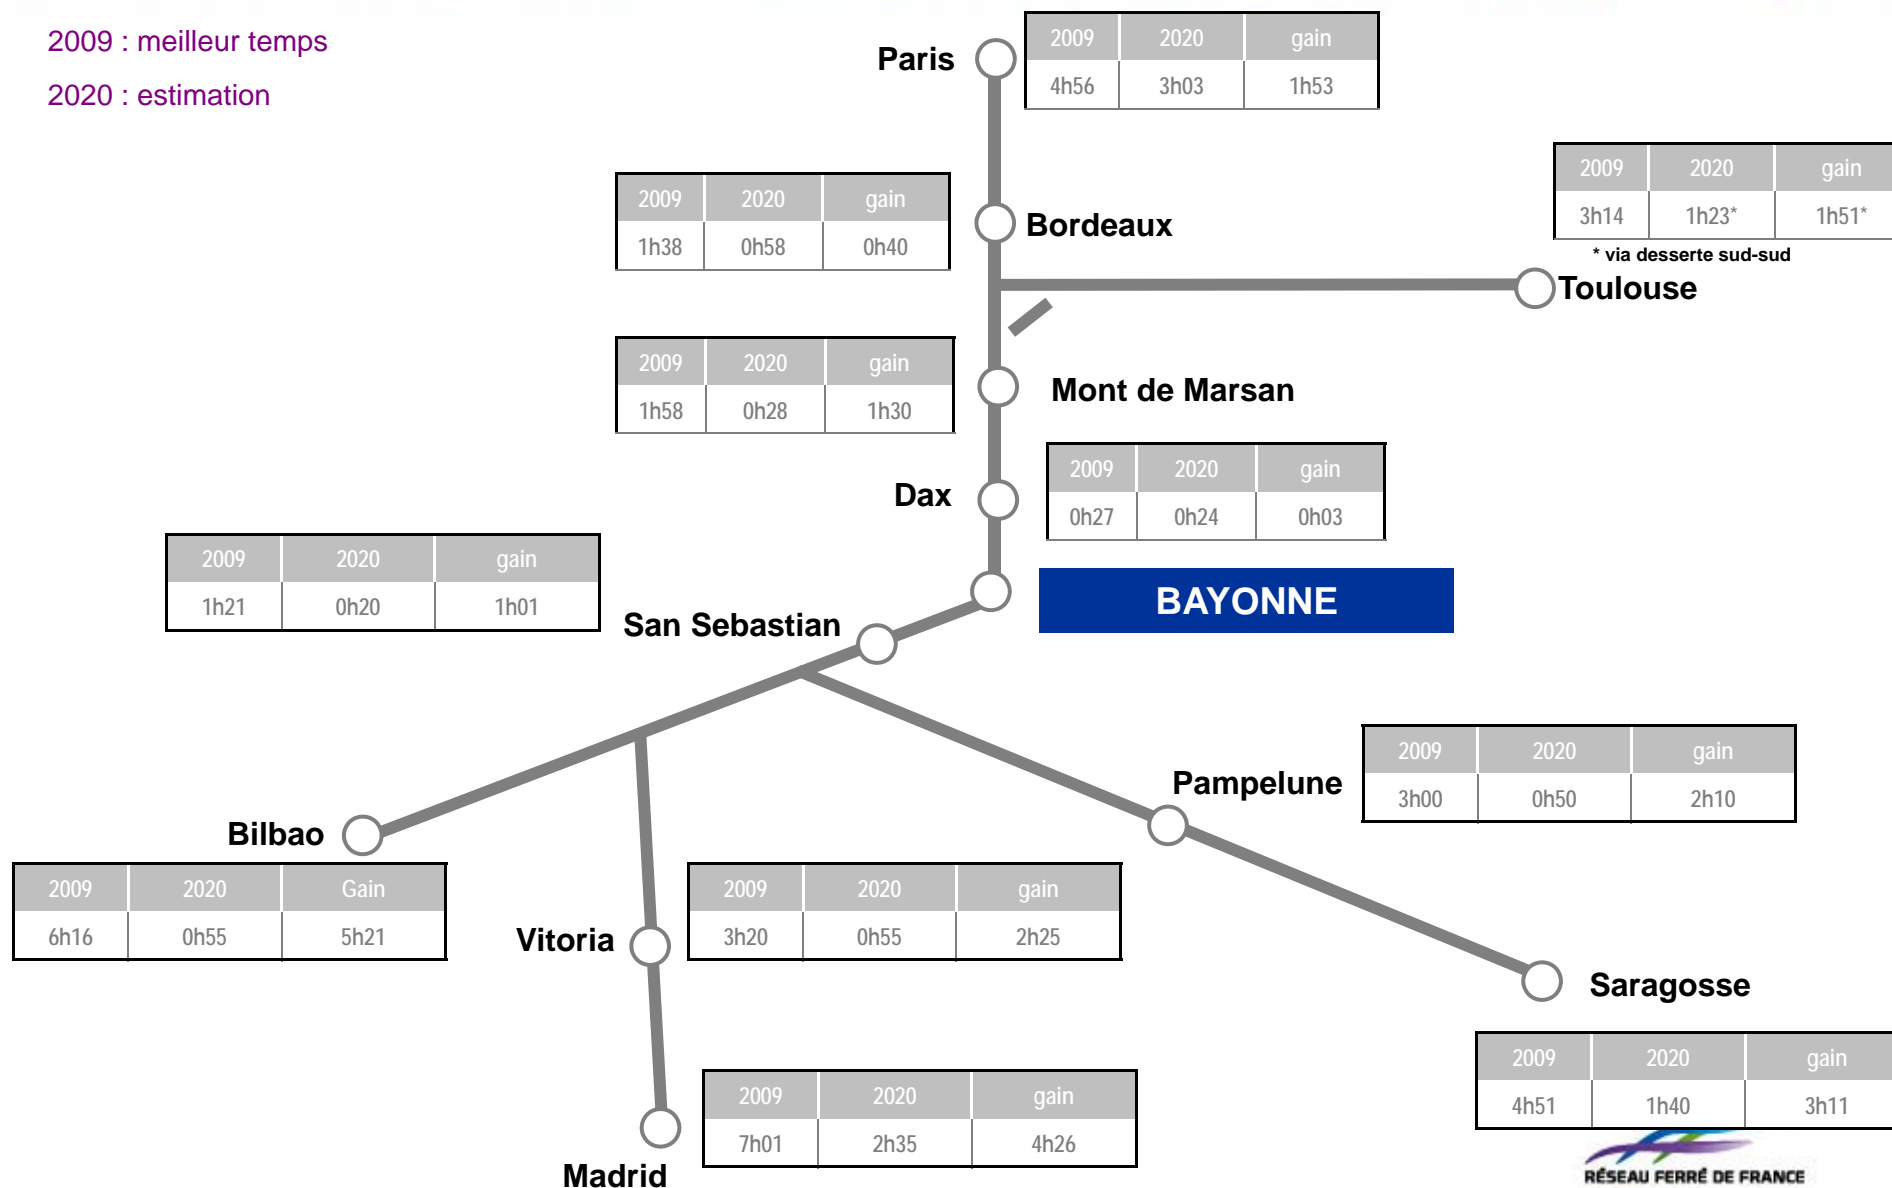 2009 : meilleur temps
2020 : estimation
Paris
2009 2020 gain
4h56 3h03 1h53
2009 2020 gain
3h14 1h23* 1h51*
* via desserte sud-sud
Toulouse
2009 2020 gain
1h38 0h58 0h40
Bordeaux
2009 2020 gain
1h58 0h28 1h30
Mont de Marsan
Dax
2009 2020 gain
0h27 0h24 0h03
BAYONNE
2009 2020 gain
1h21 0h20 1h01
San Sebastian
Pampelune
2009 2020 gain
3h00 0h50 2h10
Bilbao
2009 2020 Gain
6h16 0h55 5h21
Vitoria
2009 2020 gain
3h20 0h55 2h25
Saragosse
2009 2020 gain
4h51 1h40 3h11
Madrid
2009 2020 gain
7h01 2h35 4h26
RÉSEAU FERRÉ DE FRANCE